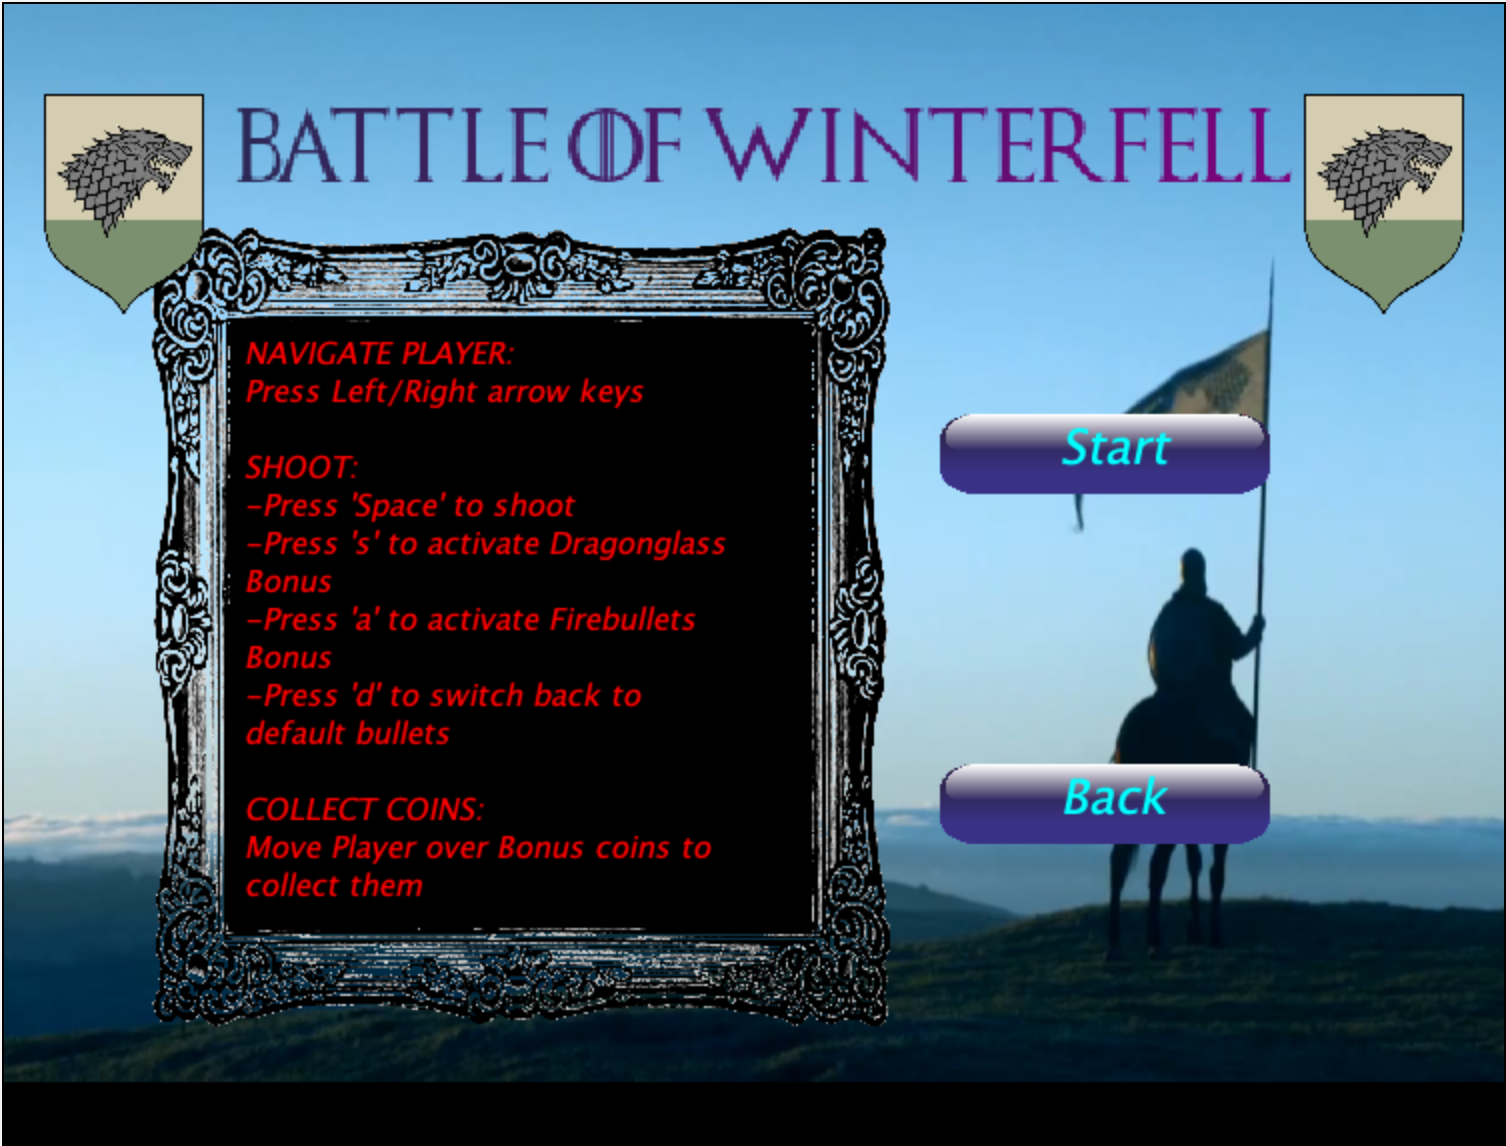 BATTLE OF WINTERFELL
NAVIGATE PLAYER:
Press Left/Right arrow keys
SHOOT:
-Press 'Space' to shoot
-Press 's' to activate Dragonglass
Bonus
-Press 'a' to activate Firebullets
Bonus
-Press 'd' to switch back to
default bullets
COLLECT COINS:
Move Player over Bonus coins to
collect them
Start
Back